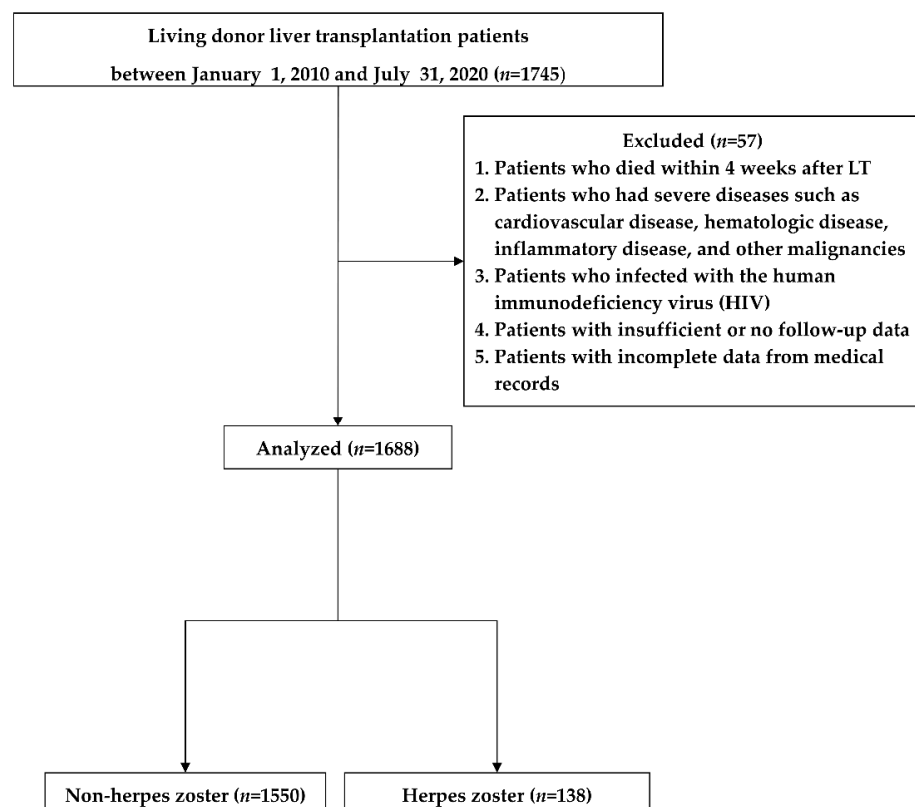 Living donor liver transplantation patients
between January 1, 2010 and July 31, 2020 (n=1745)
Excluded (n=57)
1. Patients who died within 4 weeks after LT
2. Patients who had severe diseases such as
cardiovascular disease, hematologic disease,
inflammatory disease, and other malignancies
3. Patients who infected with the human
immunodeficiency virus (HIV)
4. Patients with insufficient or no follow-up data
5. Patients with incomplete data from medical
records
Analyzed (n=1688)
Non-herpes zoster (n=1550)
Herpes zoster (n=138)